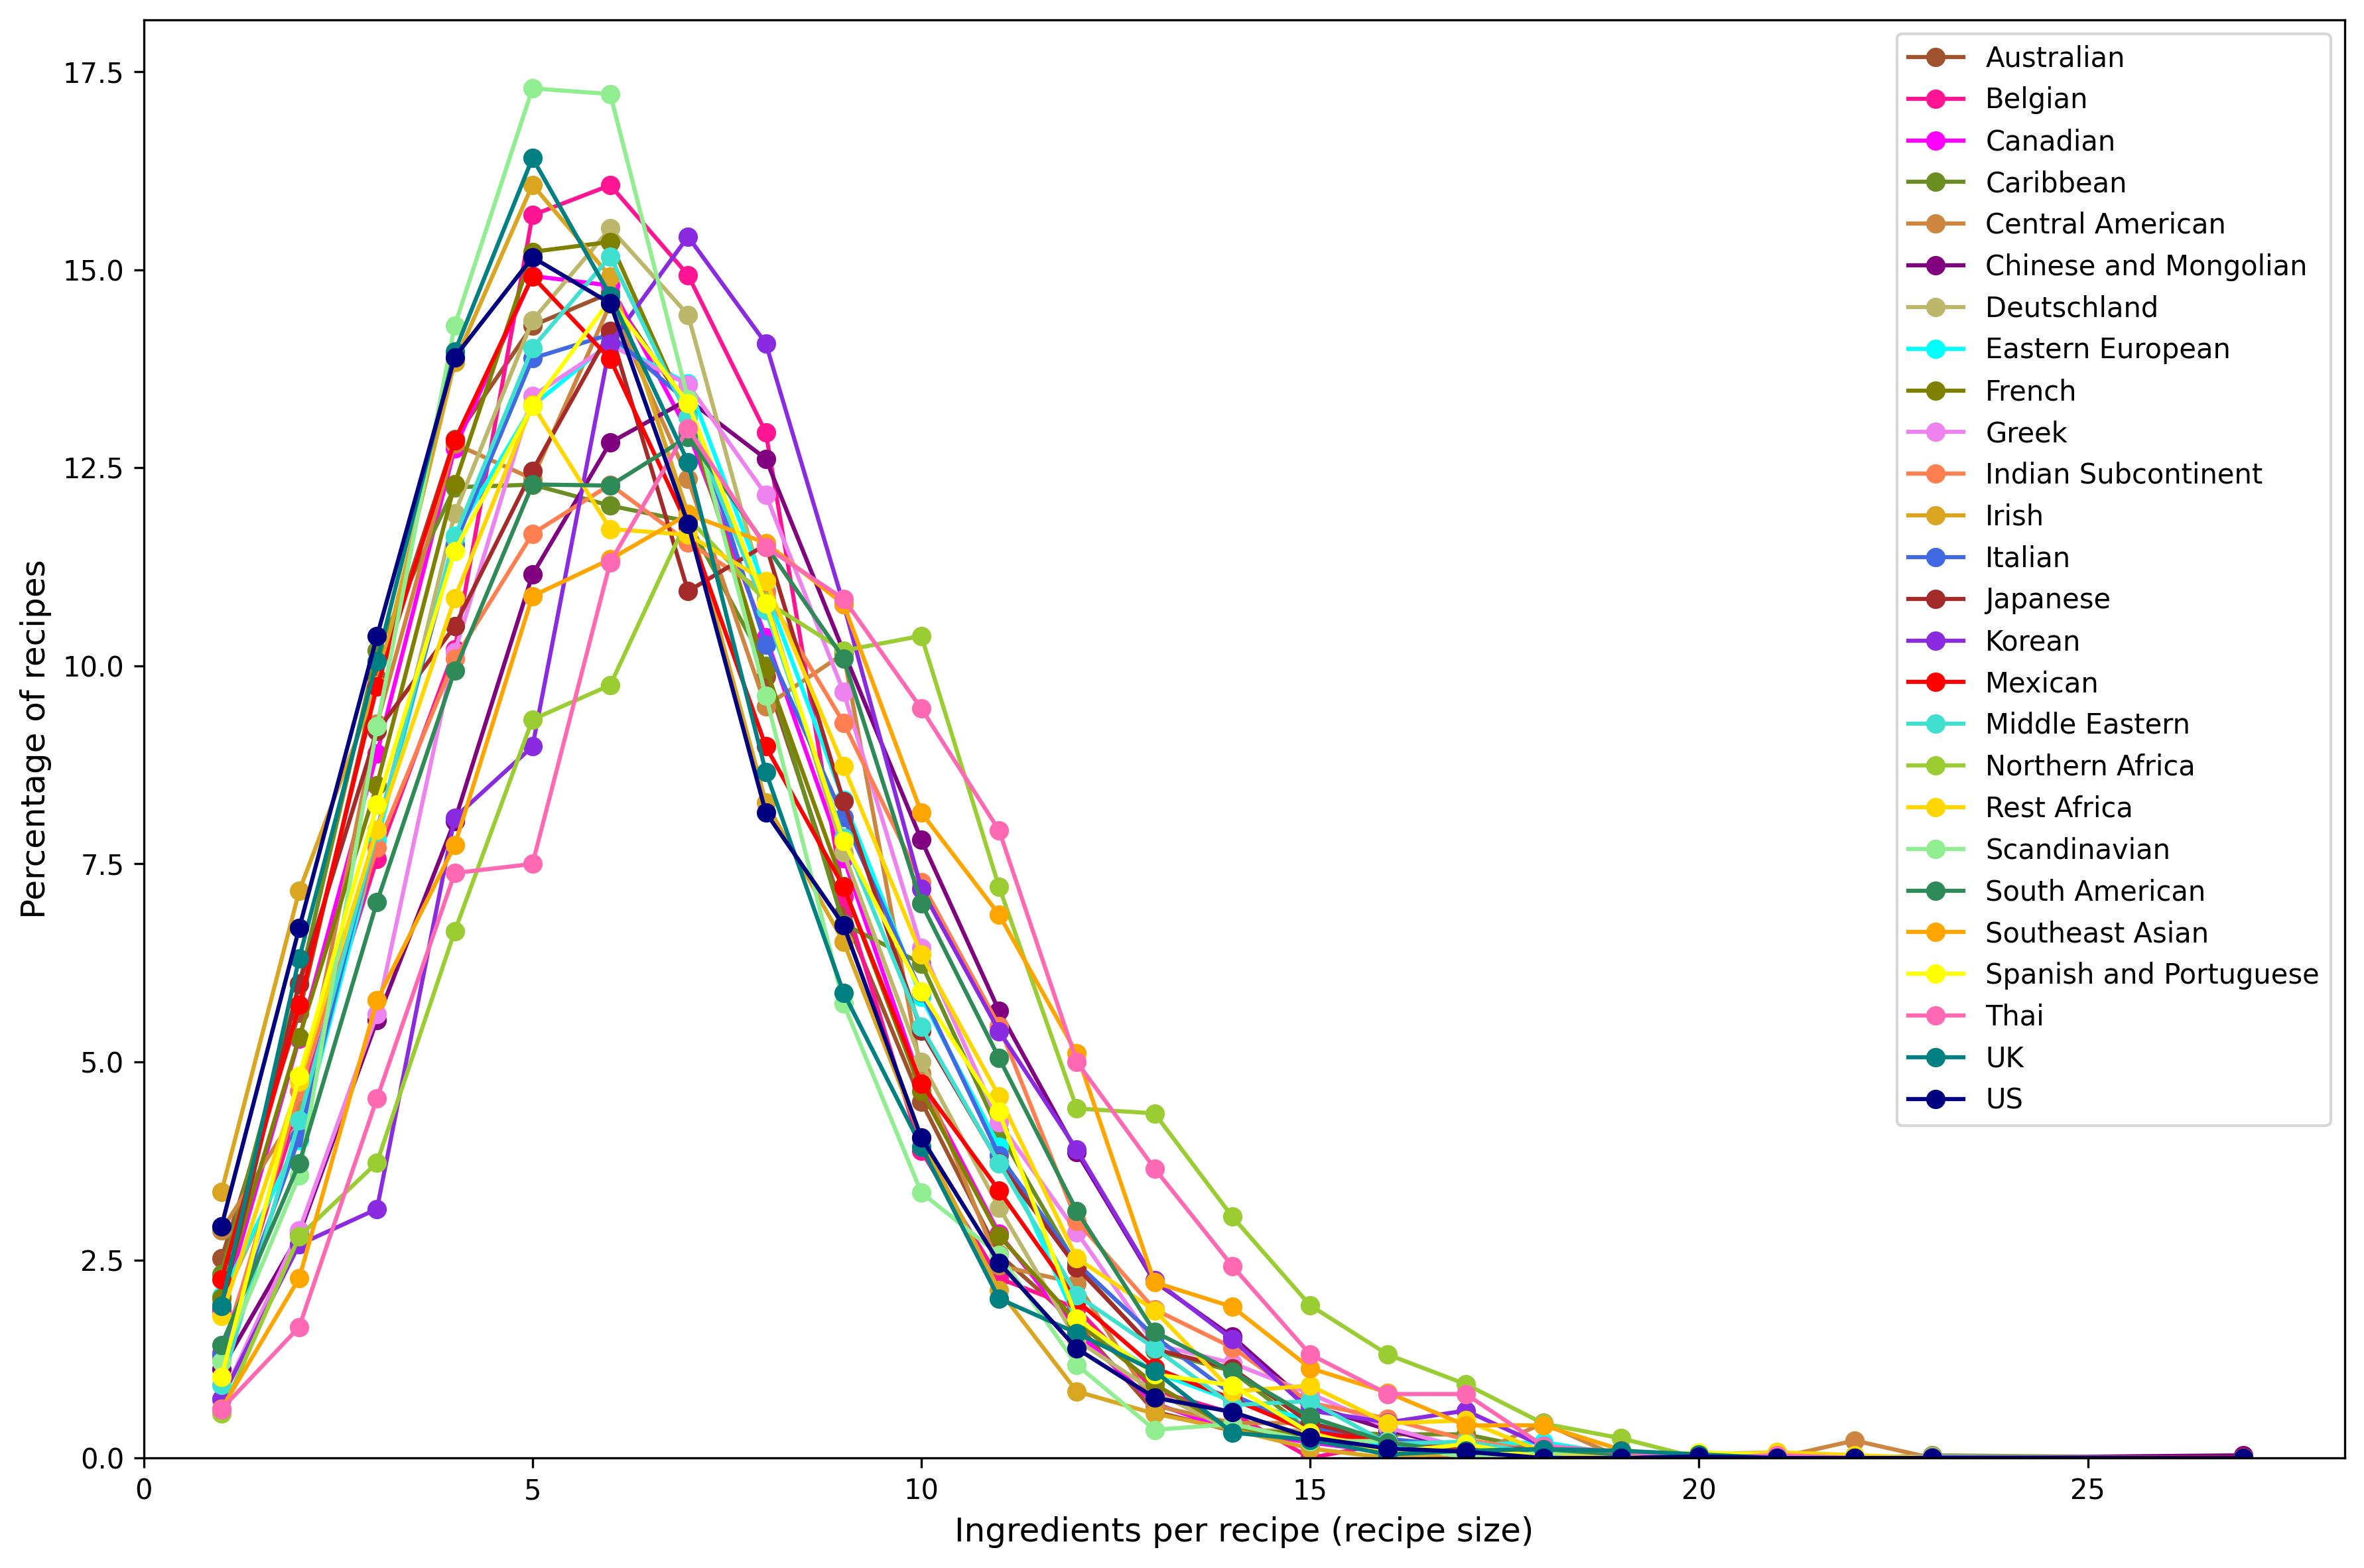 17.5
15.0
12.5
10.0
7.5
5.0
2.5
0.0
Percentage of recipes
0 5 10 15 20 25
Ingredients per recipe (recipe size)
Australian
Belgian
Canadian
Caribbean
Central American
Chinese and Mongolian
Deutschland
Eastern European
French
Greek
Indian Subcontinent
Irish
Italian
Japanese
Korean
Mexican
Middle Eastern
Northern Africa
Rest Africa
Scandinavian
South American
Southeast Asian
Spanish and Portuguese
Thai
UK
US